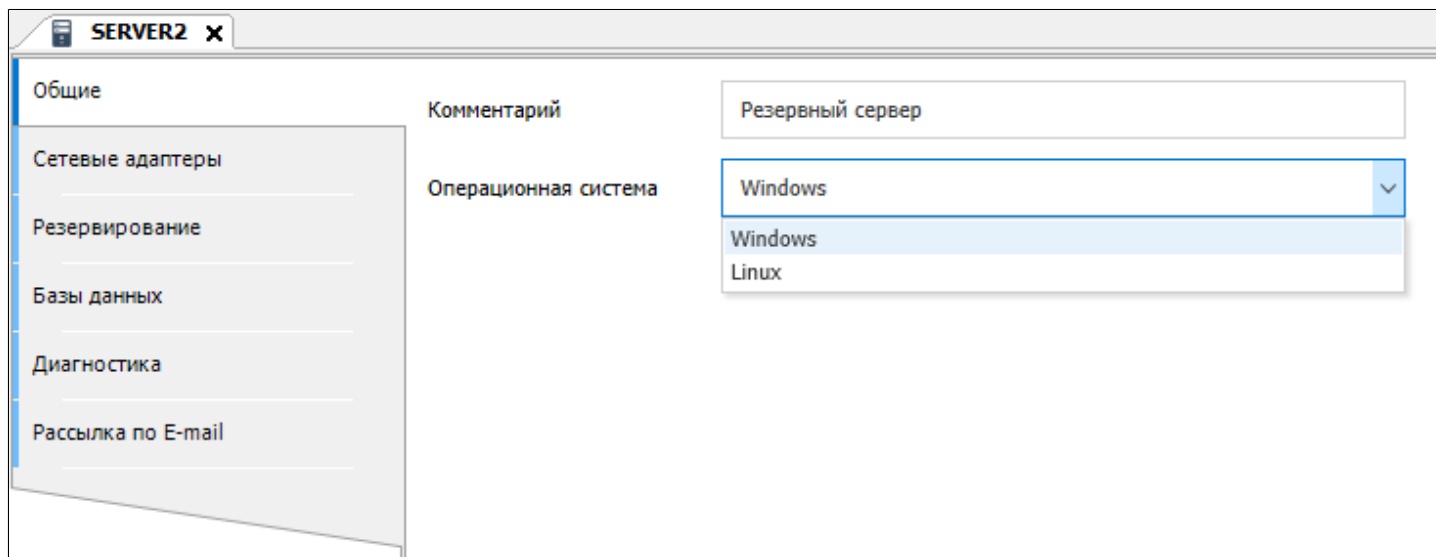 SERVER2
Общие
Комментарий
Резервный сервер
Сетевые адаптеры
Операционная система
Windows
Резервирование
Windows
Linux
Базы данных
Диагностика
Рассылка по E-mail